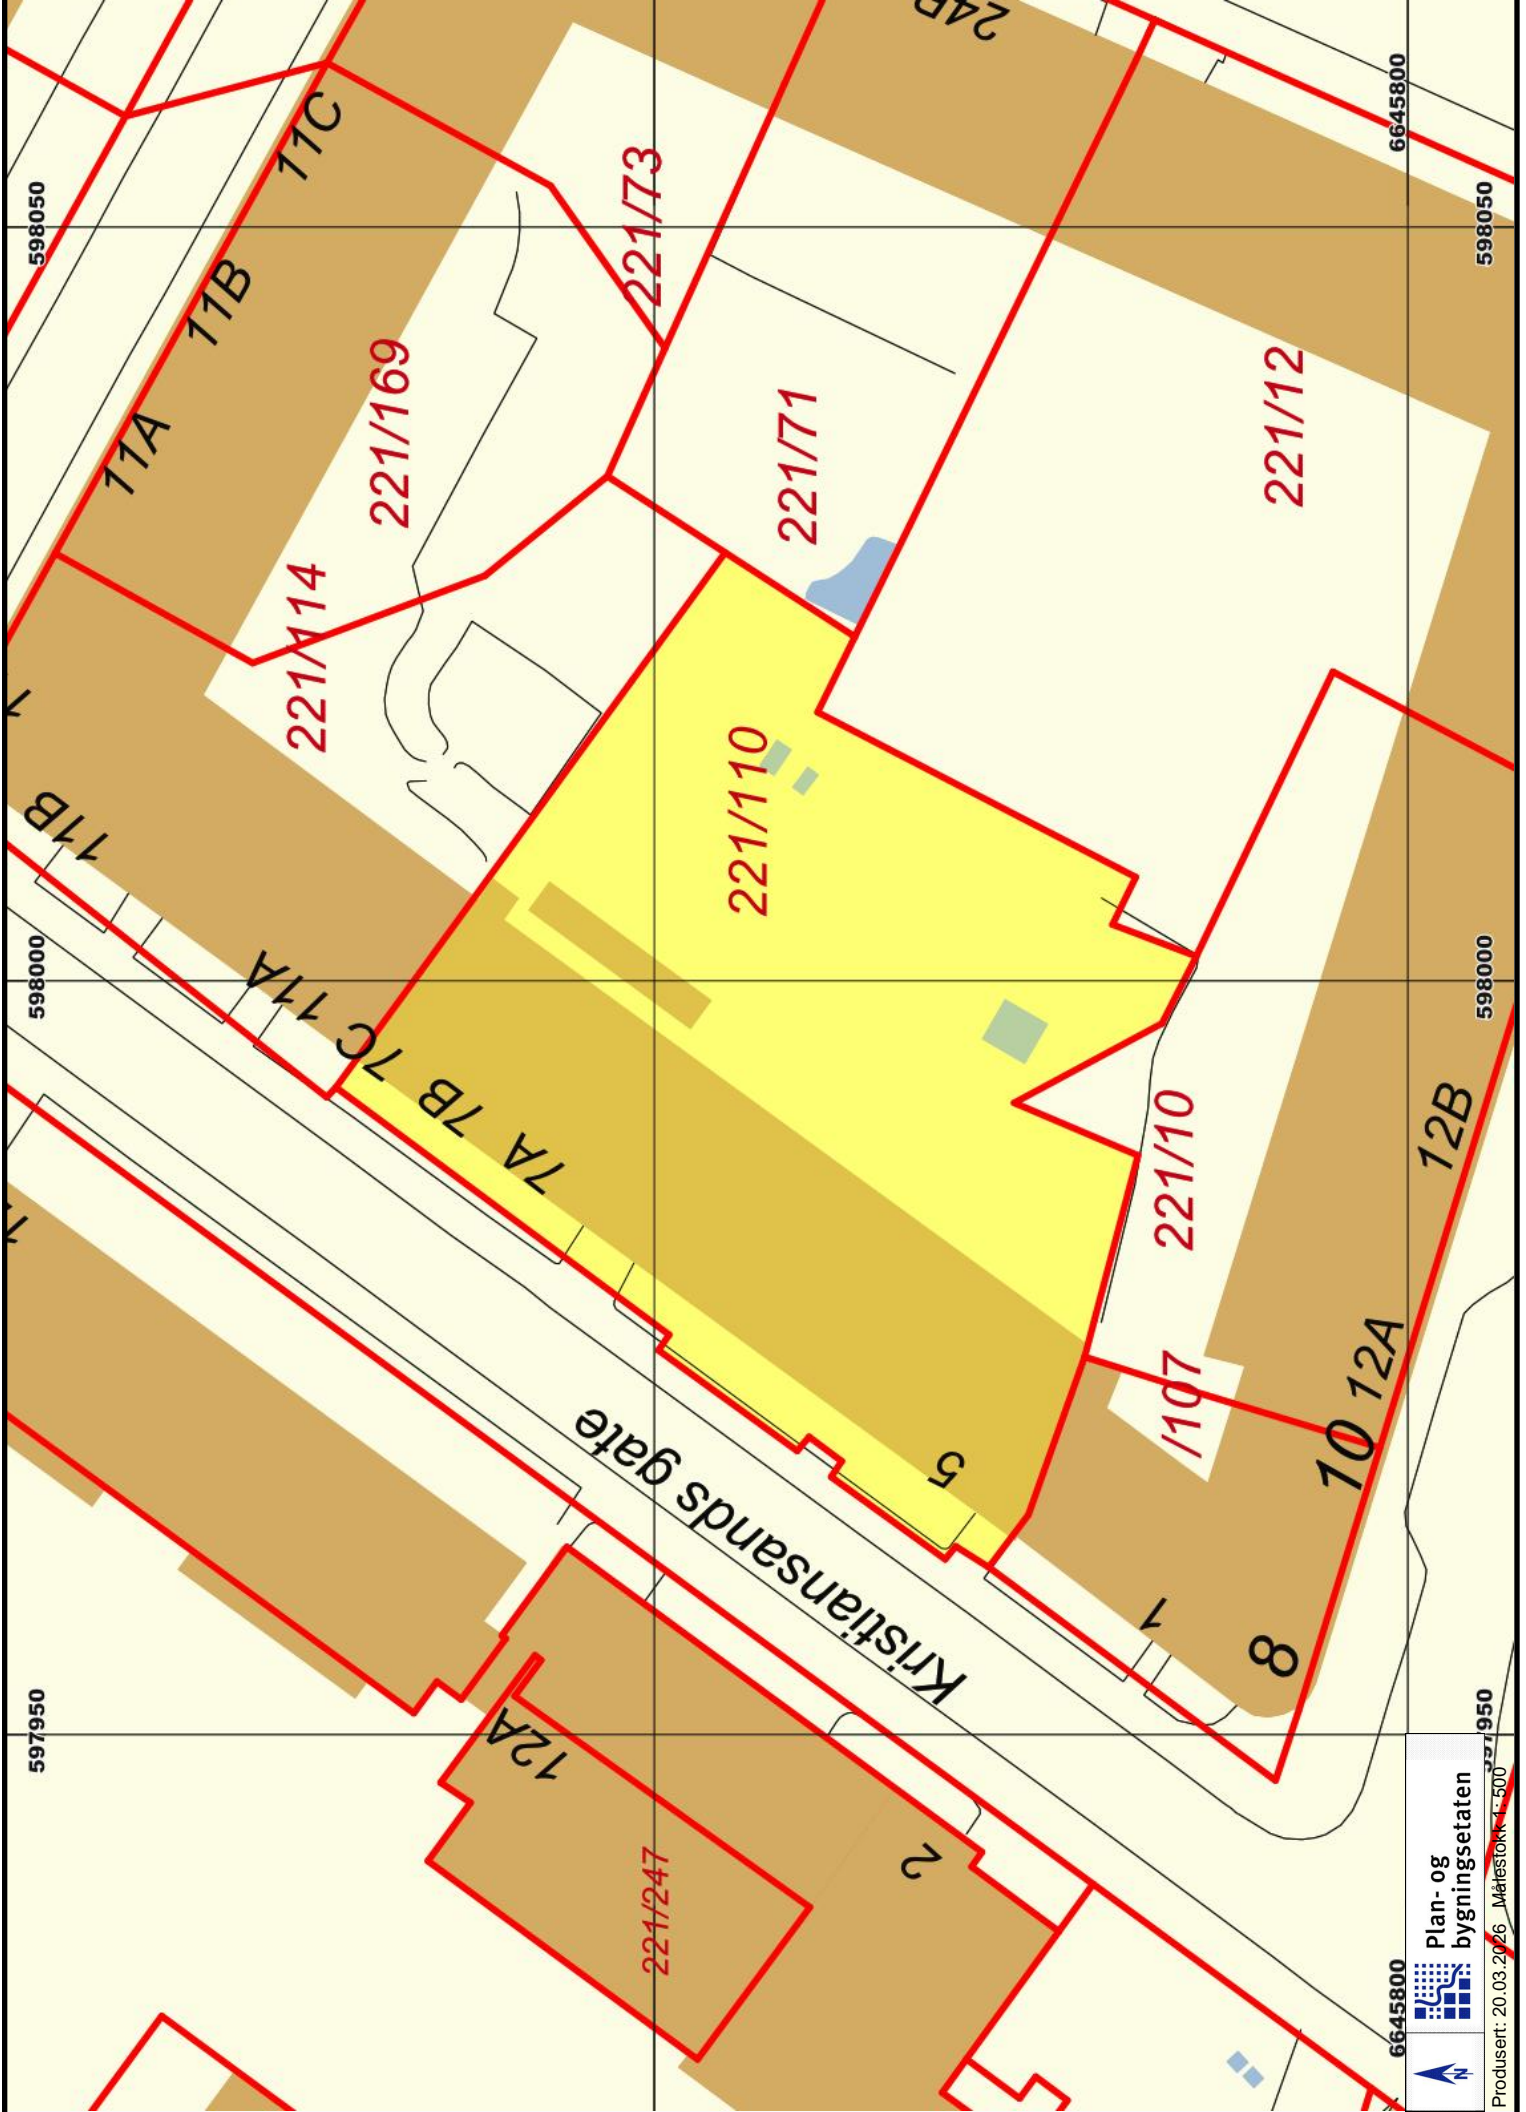 24B
6645800
598050
598050
11C
11B
11A
221/73
221/169
221/71
221/12
221/114
221/110
11B
11A
598000
598000
7C
7B
7A
221/10
12B
12A
/107
10
5
Kristiansands gate
1
8
597950
12A
2
221/247
6645800
Plan- og
bygningsetaten
N
Produsert: 20.03.2026 Målestokk 1: 500